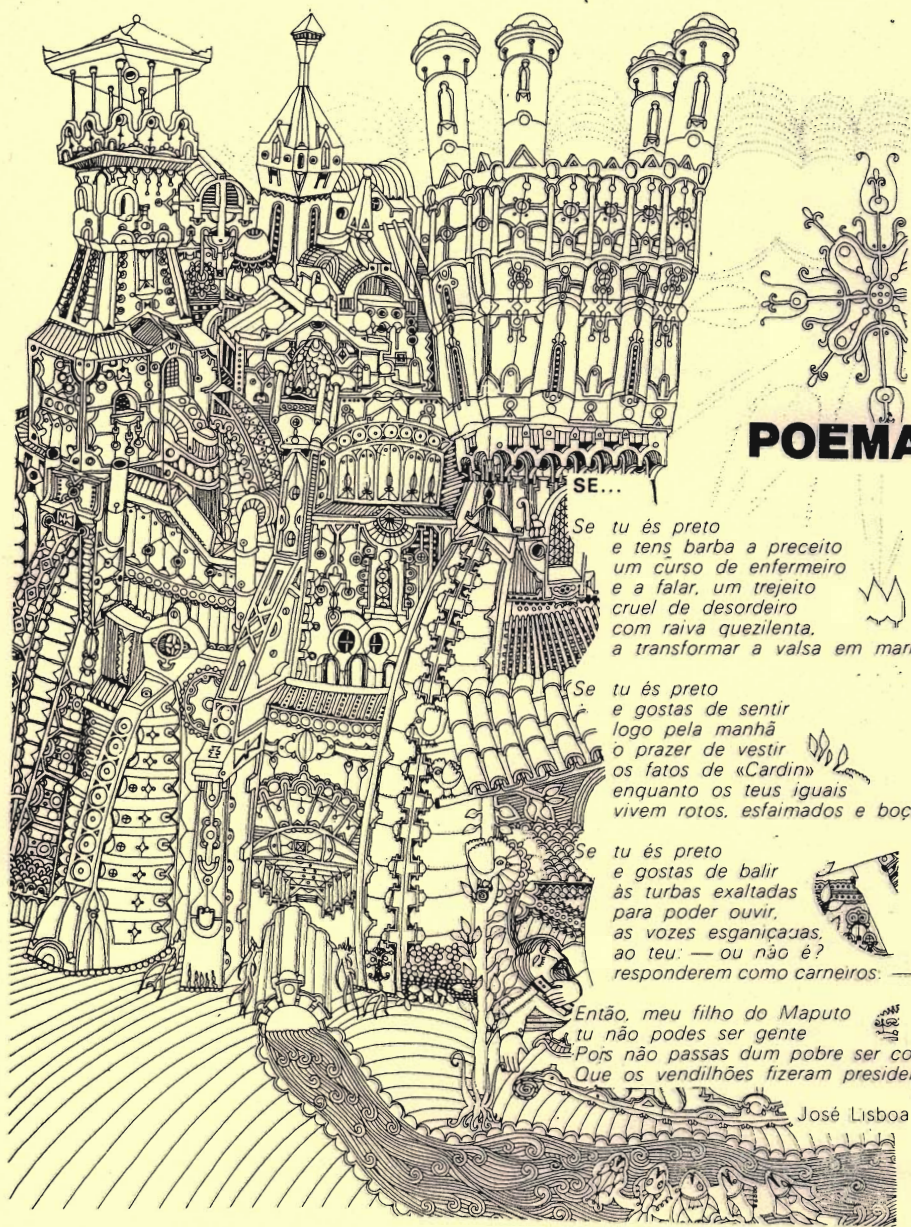 POEMA
SE...
Se tu és preto
e tens barba a preceito
um curso de enfermeiro
e a falar, um trejeito
cruel de desordeiro
com raiva quezilenta,
a transformar a valsa em
Se tu és preto
e gostas de sentir
logo pela manhã
o prazer de vestir
os fatos de «Cardin»
enquanto os teus iguais
vivem rotos, esfaimados e
Se tu és preto
e gostas de balir
às turbas exaltadas
para poder ouvir,
as vozes esganiçadas,
ao teu: — ou não é?
responderem como carneiros: —
Então, meu filho do Maputo
tu não podes ser gente
Pois não passas dum pobre ser
Que os vendilhões fizeram
José Lisboa